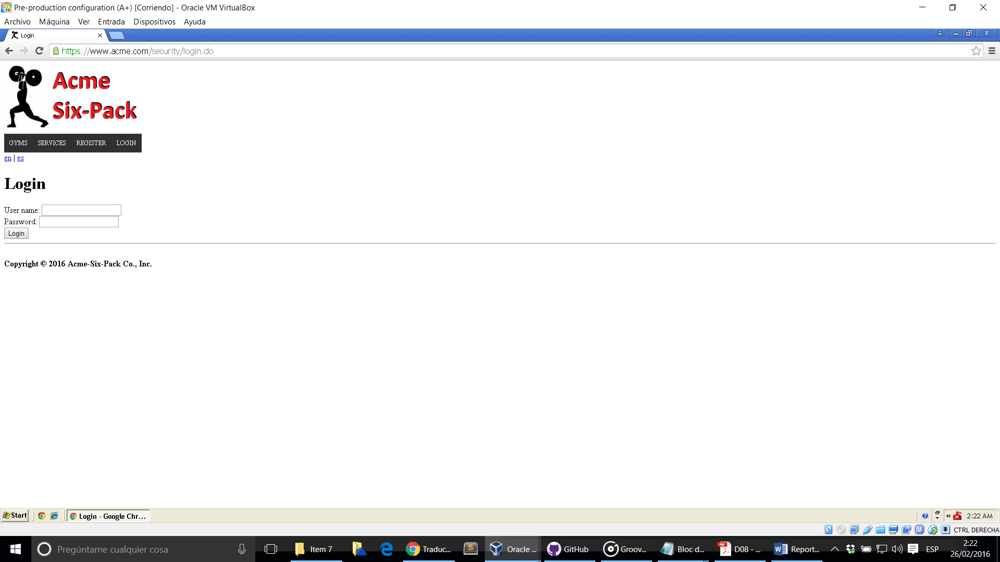 Pre-production configuration (A+) [Corriendo] - Oracle VM VirtualBox
Archivo Máquina Ver Entrada Dispositivos Ayuda
Login
https://www.acme.com/security/login.do
Acme
Six-Pack
GYMS SERVICES REGISTER LOGIN
en | es
Login
User name:
Password:
Login
Copyright © 2016 Acme-Six-Pack Co., Inc.
Start Login - Google Chr... « 2:22 AM
CTRL DERECHA
Pregúntame cualquier cosa Item 7 Traduc... Oracle ... GitHub Groov... Bloc d... D08 - ... Report... ESP 2:22
26/02/2016